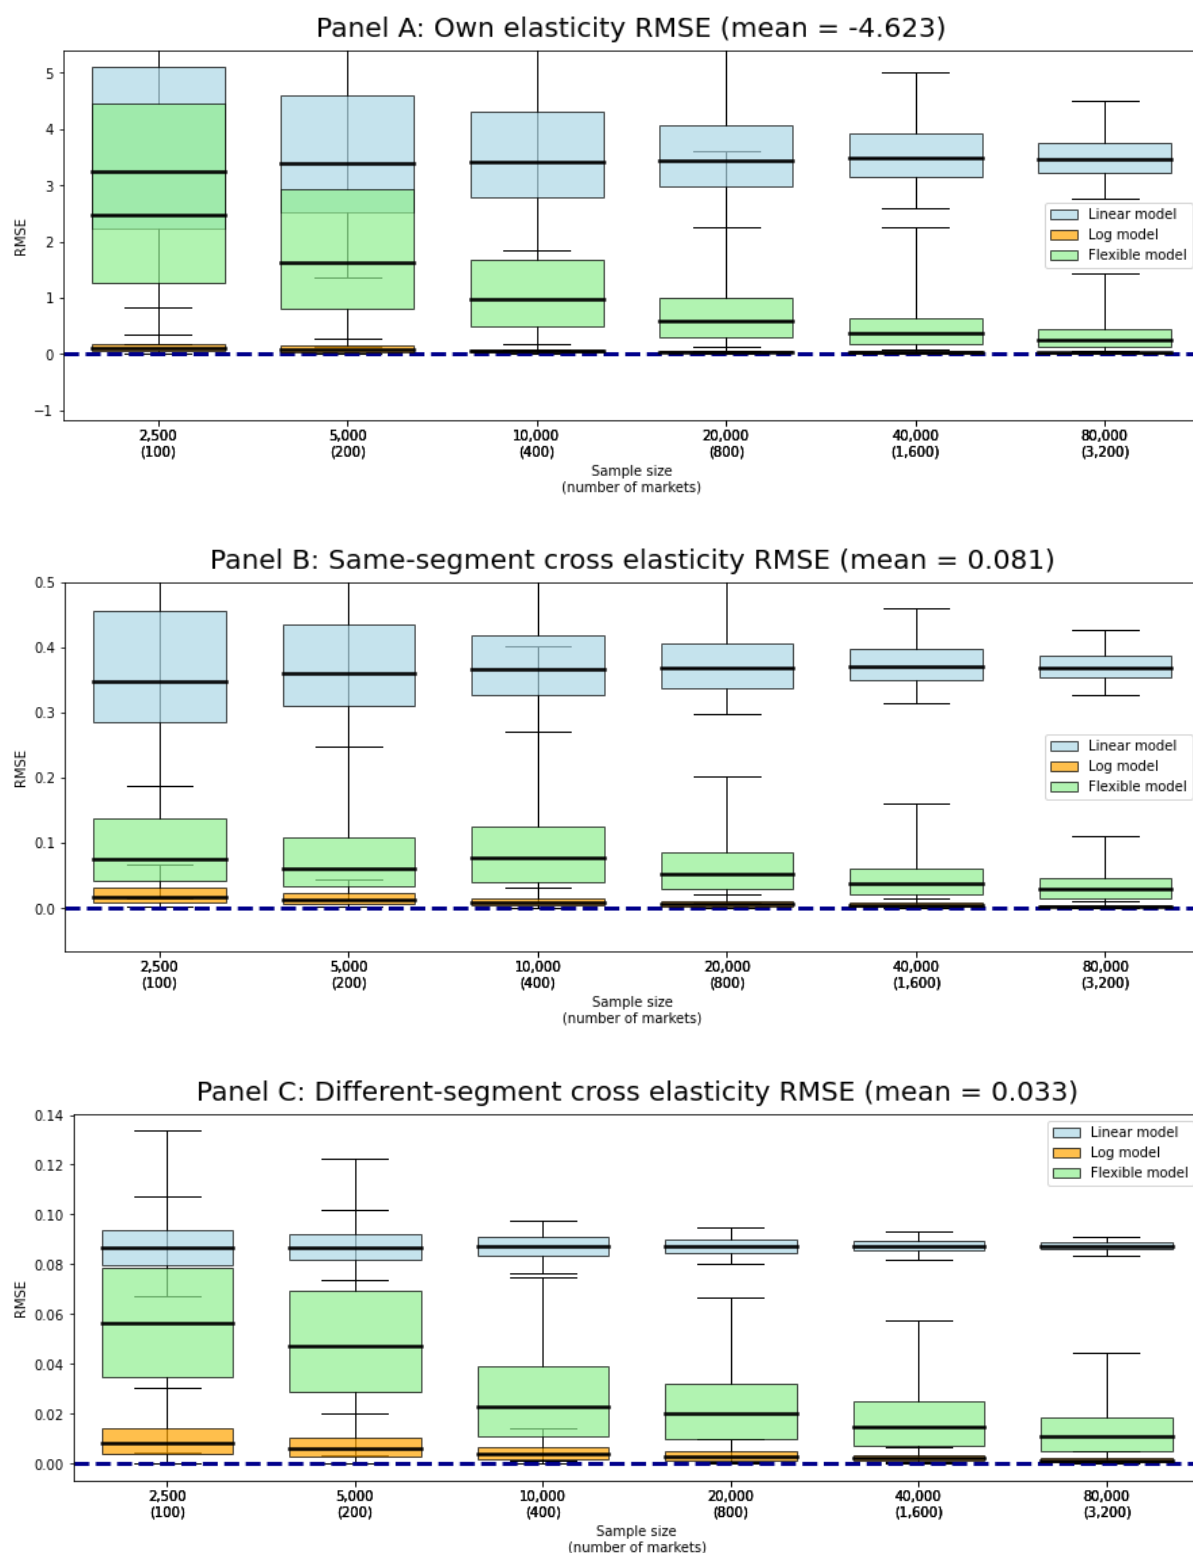 Panel A: Own elasticity RMSE (mean = -4.623)
5
4
3
2
1
0
−1
RMSE
Linear model
Log model
Flexible model
2,500
(100)
5,000
(200)
10,000
(400)
20,000
(800)
40,000
(1,600)
80,000
(3,200)
Sample size
(number of markets)
Panel B: Same-segment cross elasticity RMSE (mean = 0.081)
0.5
0.4
0.3
0.2
0.1
0.0
RMSE
Linear model
Log model
Flexible model
2,500
(100)
5,000
(200)
10,000
(400)
20,000
(800)
40,000
(1,600)
80,000
(3,200)
Sample size
(number of markets)
Panel C: Different-segment cross elasticity RMSE (mean = 0.033)
0.14
0.12
0.10
0.08
0.06
0.04
0.02
0.00
RMSE
Linear model
Log model
Flexible model
2,500
(100)
5,000
(200)
10,000
(400)
20,000
(800)
40,000
(1,600)
80,000
(3,200)
Sample size
(number of markets)